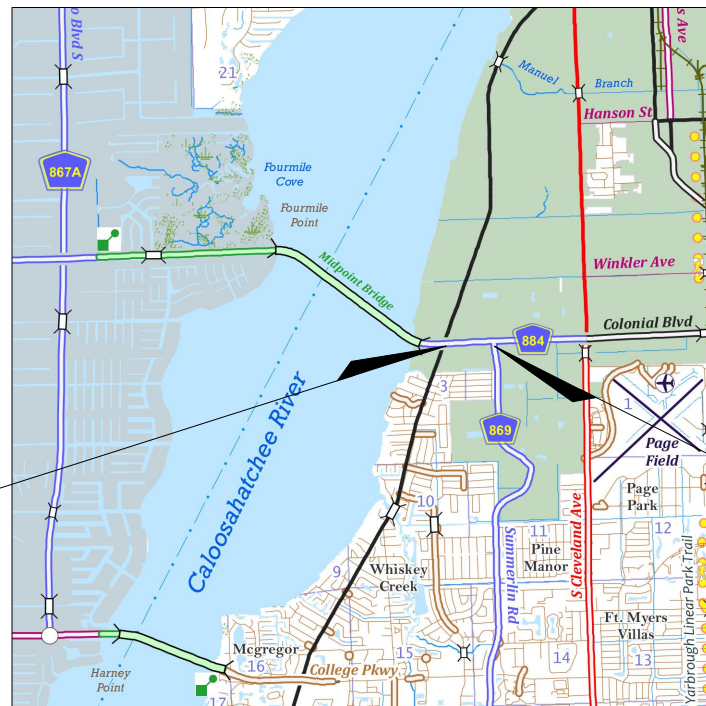 o Blvd S
s Ave
21
Manuel
Branch
Hanson St
867A
Fourmile
Cove
Fourmile
Point
Midpoint Bridge
Winkler Ave
Colonial Blvd
884
3
1
Caloosahatchee River
869
Page
Field
10
Page
Park
Summerlin Rd
11
12
S Cleveland Ave
Pine
Manor
9
Whiskey
Creek
Yarbrough Linear Park Trail
Ft. Myers
Villas
Mcgregor
15
14
13
16
College Pkwy
Harney
Point
17